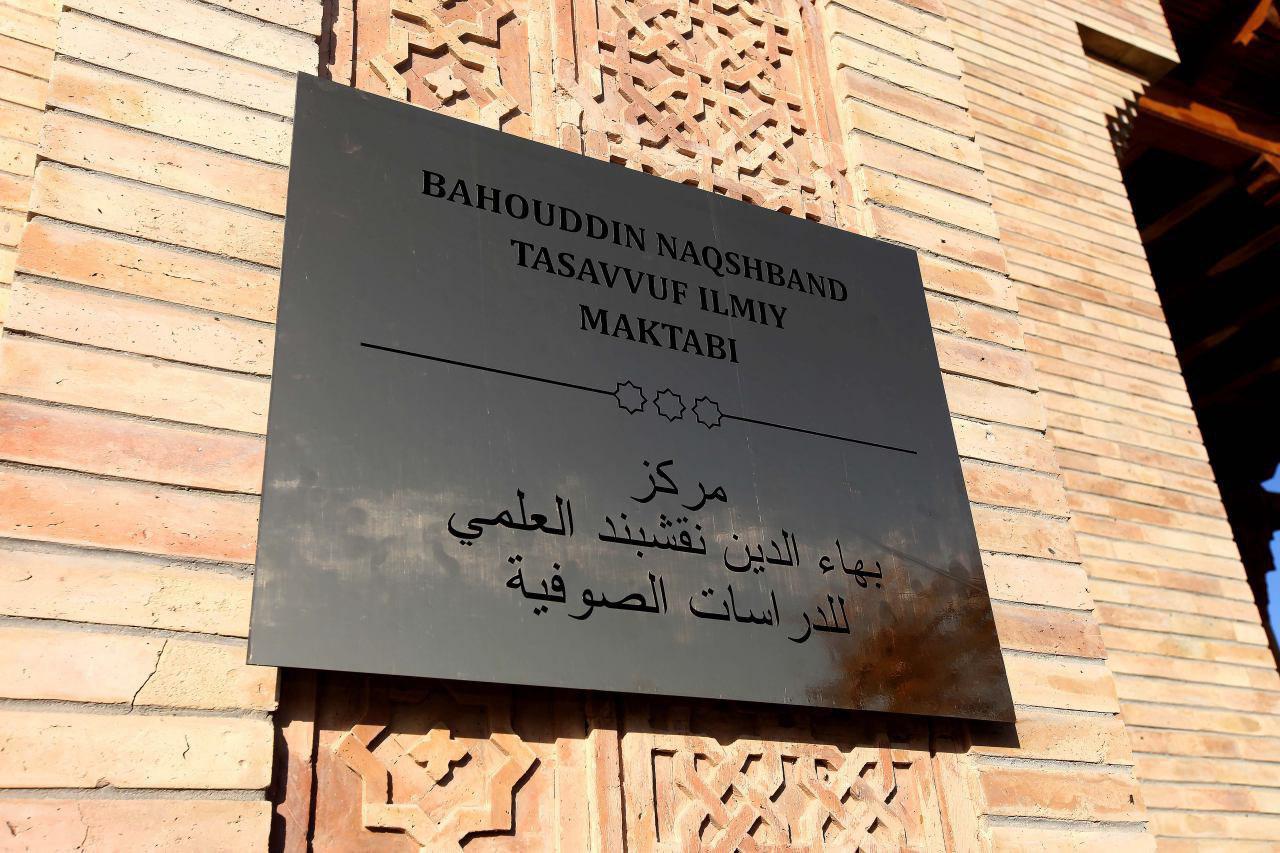 BAHOUDDIN NAQSHBAND
TASAVVUF ILMIY
MAKTABI
مركز
بهاء الدين نقشبند العلمي
للدراسات الصوفية